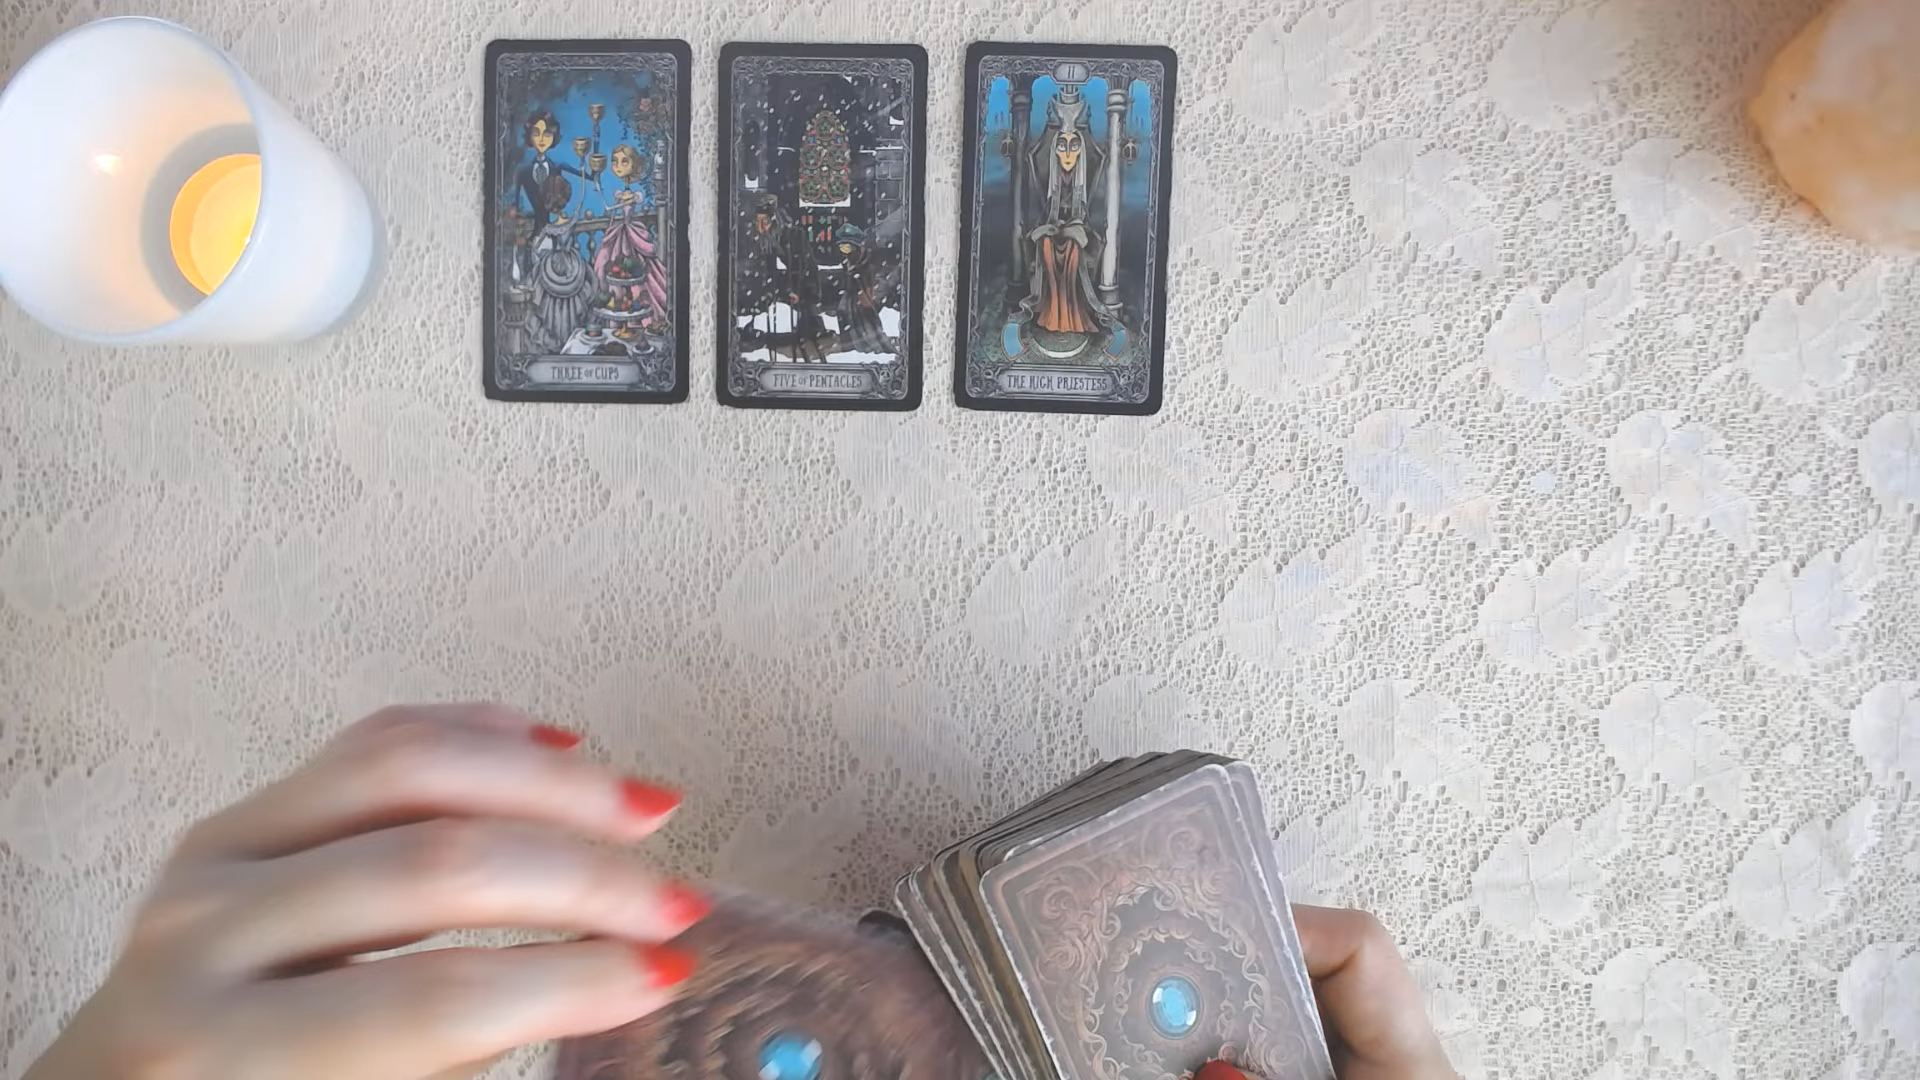 THREE OF CUPS
FIVE OF PENTACLES
II
THE HIGH PRIESTESS